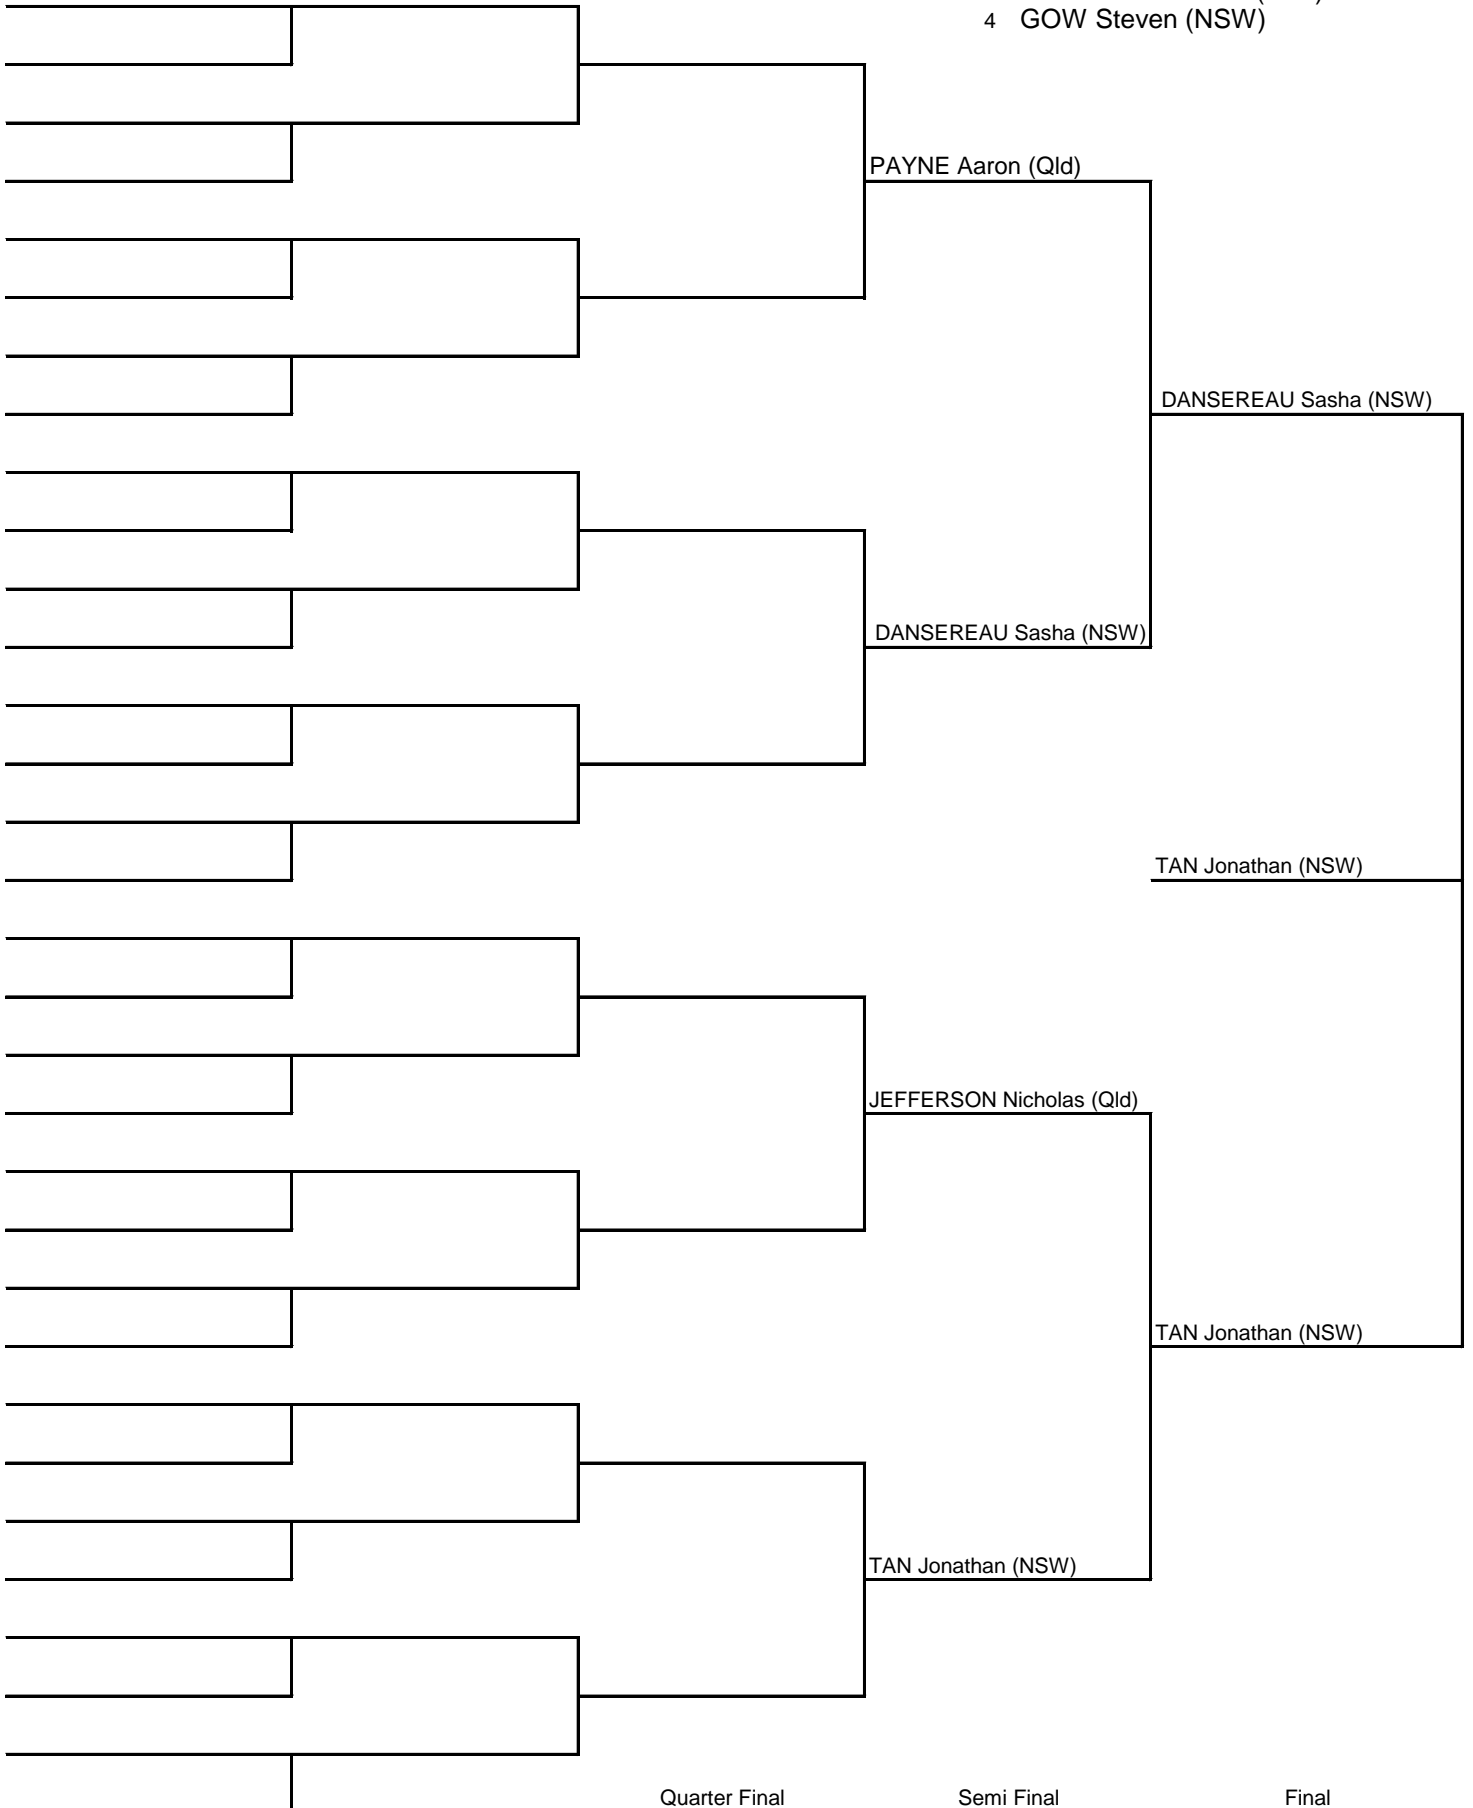 4 GOW Steven (NSW)
PAYNE Aaron (Qld)
DANSEREAU Sasha (NSW)
DANSEREAU Sasha (NSW)
TAN Jonathan (NSW)
JEFFERSON Nicholas (Qld)
TAN Jonathan (NSW)
TAN Jonathan (NSW)
Quarter Final Semi Final Final